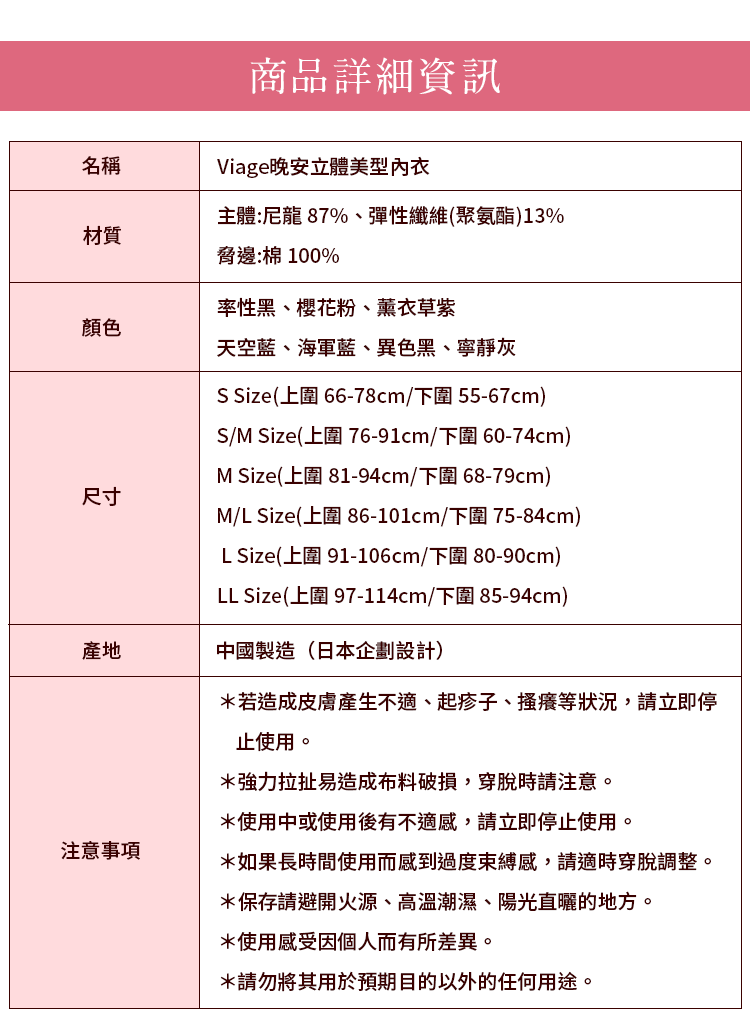 商品詳細資訊
名稱
Viage晚安立體美型內衣
材質
主體:尼龍 87%、彈性纖維(聚氨酯)13%
脅邊:棉 100%
顏色
率性黑、櫻花粉、薰衣草紫
天空藍、海軍藍、異色黑、寧靜灰
尺寸
S Size(上圍 66-78cm/下圍 55-67cm)
S/M Size(上圍 76-91cm/下圍 60-74cm)
M Size(上圍 81-94cm/下圍 68-79cm)
M/L Size(上圍 86-101cm/下圍 75-84cm)
L Size(上圍 91-106cm/下圍 80-90cm)
LL Size(上圍 97-114cm/下圍 85-94cm)
產地
中國製造（日本企劃設計）
注意事項
＊若造成皮膚產生不適、起疹子、搔癢等狀況，請立即停
止使用。
＊強力拉扯易造成布料破損，穿脫時請注意。
＊使用中或使用後有不適感，請立即停止使用。
＊如果長時間使用而感到過度束縛感，請適時穿脫調整。
＊保存請避開火源、高溫潮濕、陽光直曬的地方。
＊使用感受因個人而有所差異。
＊請勿將其用於預期目的以外的任何用途。